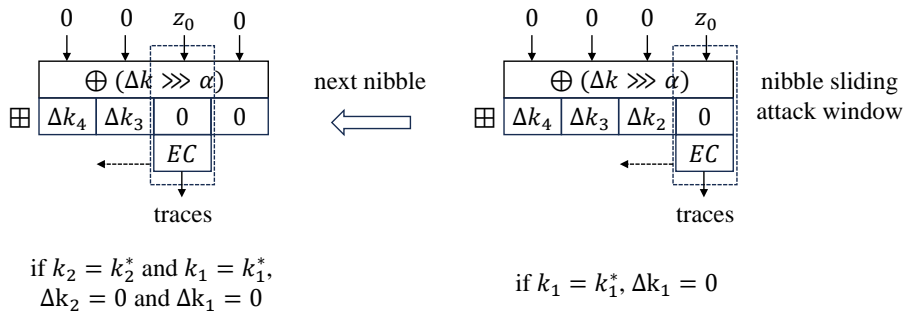 0 0 z₀ 0
⊕ (Δk ⋙ α)
⊞ Δk₄ Δk₃ 0 0
EC
traces
if k₂ = k₂* and k₁ = k₁*,
Δk₂ = 0 and Δk₁ = 0
next nibble
0 0 0 z₀
⊕ (Δk ⋙ α)
⊞ Δk₄ Δk₃ Δk₂ 0
EC
traces
if k₁ = k₁*, Δk₁ = 0
nibble sliding
attack window